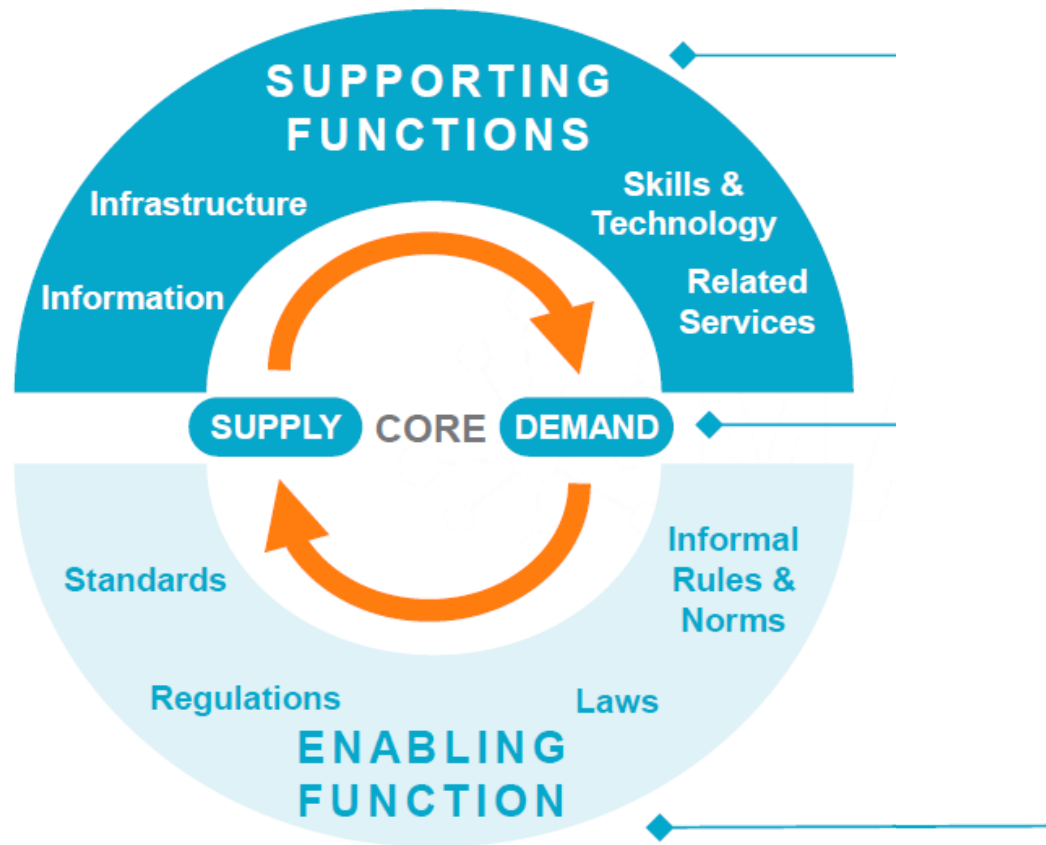 SUPPORTING
FUNCTIONS
Infrastructure
Information
Skills &
Technology
Related
Services
SUPPLY CORE DEMAND
Standards
Regulations
Informal
Rules &
Norms
Laws
ENABLING
FUNCTION